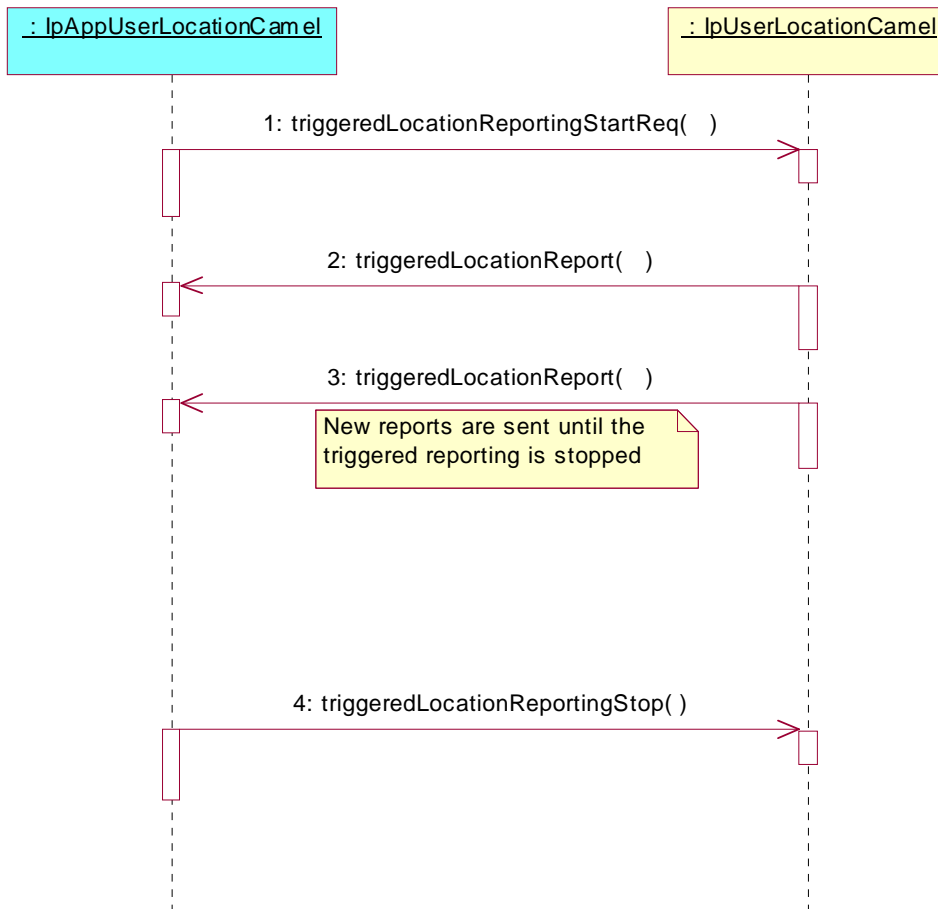 : IpAppUserLocationCamel
: IpUserLocationCamel
1: triggeredLocationReportingStartReq( )
2: triggeredLocationReport( )
3: triggeredLocationReport( )
New reports are sent until the
triggered reporting is stopped
4: triggeredLocationReportingStop( )